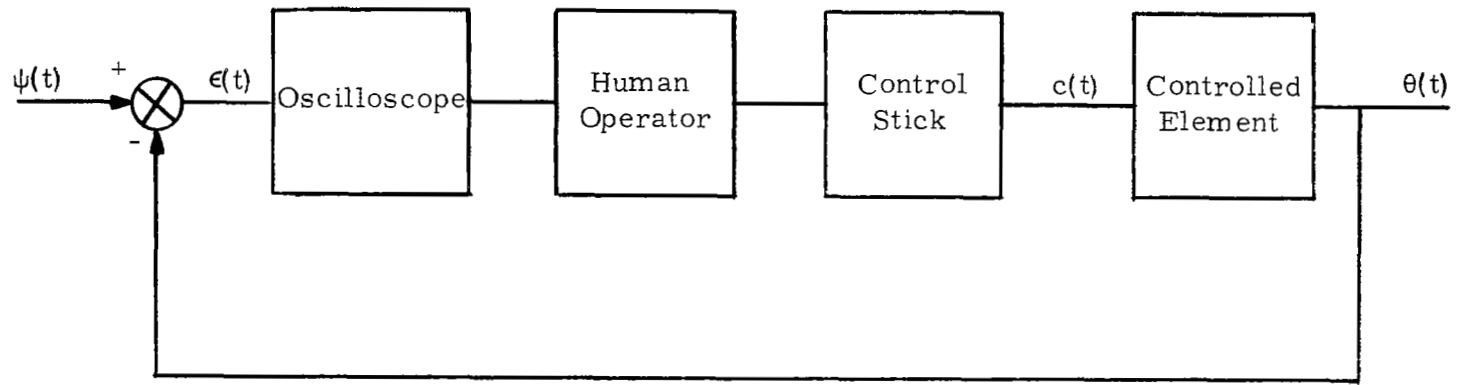 ψ(t)
+
-
ϵ(t)
Oscilloscope
Human
Operator
Control
Stick
c(t)
Controlled
Element
θ(t)